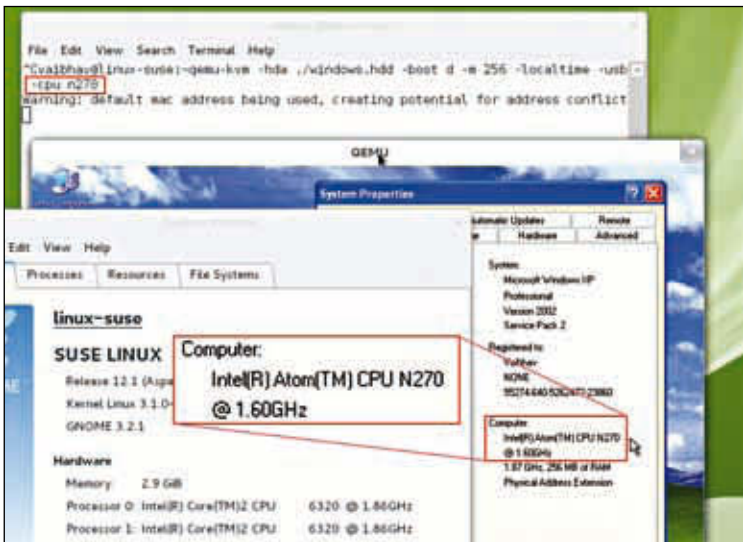 File Edit View Search Terminal Help
^Cvaibhav@linux-suse:~qemu-kvm -hda ./windows.hdd -boot d -m 256 -localtime -usb
-cpu n270
warning: default mac address being used, creating potential for address conflict
QEMU
System Properties
Automatic Updates Remote
Hardware Advanced
Edit View Help
Processes Resources File Systems
linux-suse
SUSE LINUX
Release 12.1
Kernel Linux 3.1.0-
GNOME 3.2.1
Hardware
Memory: 2.9 GiB
Processor 0: Intel(R) Core(TM)2 CPU 6320 @ 1.86GHz
Processor 1: Intel(R) Core(TM)2 CPU 6320 @ 1.86GHz
Computer:
Intel(R) Atom(TM) CPU N270
@ 1.60GHz
System:
Microsoft Windows XP
Professional
Version 2002
Service Pack 2
Registered to:
Vaibhav
NONE
Computer:
Intel(R) Atom(TM) CPU N270
@ 1.60GHz
1.87 GHz, 256 MB of RAM
Physical Address Extension